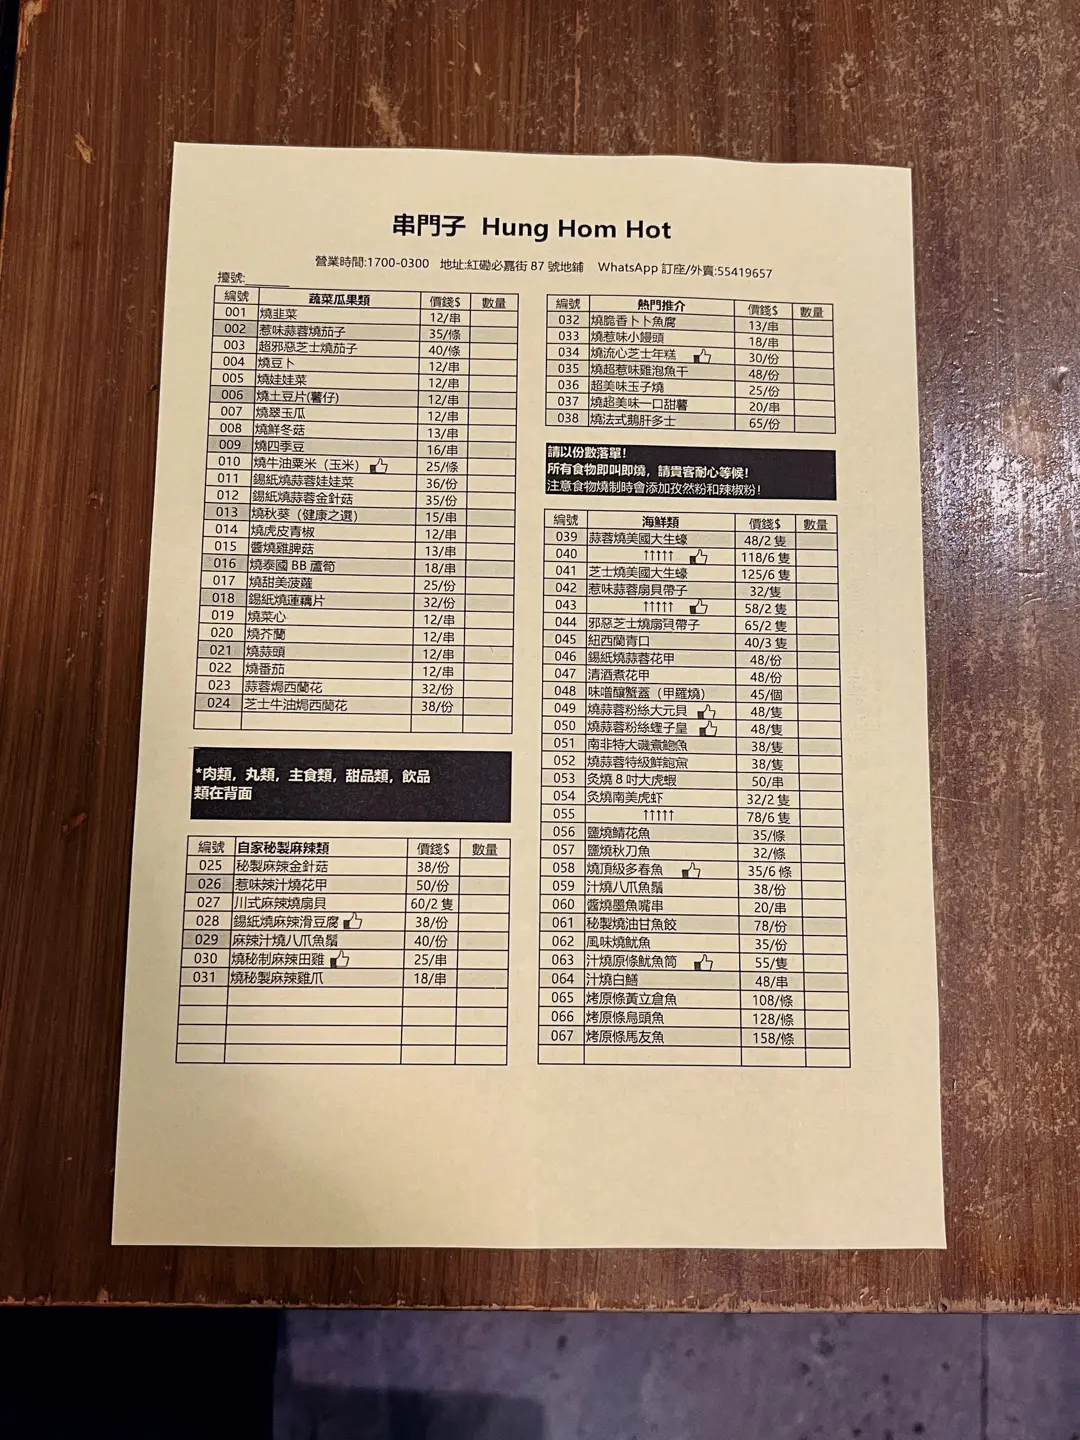 串門子 Hung Hom Hot
營業時間:1700-0300 地址:紅磡必嘉街 87 號地鋪 WhatsApp 訂座/外賣:55419657
檯號:
編號 蔬菜瓜果類 價錢$ 數量
001 燒韭菜 12/串
002 惹味蒜蓉燒茄子 35/條
003 超邪惡芝士燒茄子 40/條
004 燒豆卜 12/串
005 燒娃娃菜 12/串
006 燒土豆片(薯仔) 12/串
007 燒翠玉瓜 12/串
008 燒鮮冬菇 13/串
009 燒四季豆 16/串
010 燒牛油粟米（玉米） 25/條
011 錫紙燒蒜蓉娃娃菜 36/份
012 錫紙燒蒜蓉金針菇 35/份
013 燒秋葵（健康之選） 15/串
014 燒虎皮青椒 12/串
015 醬燒雞脾菇 13/串
016 燒泰國 BB 蘆筍 18/串
017 燒甜美菠蘿 25/份
018 錫紙燒蓮藕片 32/份
019 燒菜心 12/串
020 燒芥蘭 12/串
021 燒蒜頭 12/串
022 燒番茄 12/串
023 蒜蓉焗西蘭花 32/份
024 芝士牛油焗西蘭花 38/份
*肉類，丸類，主食類，甜品類，飲品
類在背面
編號 自家秘製麻辣類 價錢$ 數量
025 秘製麻辣金針菇 38/份
026 惹味辣汁燒花甲 50/份
027 川式麻辣燒扇貝 60/2 隻
028 錫紙燒麻辣滑豆腐 38/份
029 麻辣汁燒八爪魚鬚 40/份
030 燒秘制麻辣田雞 25/串
031 燒秘製麻辣雞爪 18/串
編號 熱門推介 價錢$ 數量
032 燒脆香卜卜魚腐 13/串
033 燒惹味小饅頭 18/串
034 燒流心芝士年糕 30/份
035 燒超惹味雞泡魚干 48/份
036 超美味玉子燒 25/份
037 燒超美味一口甜薯 20/串
038 燒法式鵝肝多士 65/份
請以份數落單！
所有食物即叫即燒，請貴客耐心等候！
注意食物燒制時會添加孜然粉和辣椒粉！
編號 海鮮類 價錢$ 數量
039 蒜蓉燒美國大生蠔 48/2 隻
040 ↑↑↑↑↑ 118/6 隻
041 芝士燒美國大生蠔 125/6 隻
042 惹味蒜蓉扇貝帶子 32/隻
043 ↑↑↑↑↑ 58/2 隻
044 邪惡芝士燒扇貝帶子 65/2 隻
045 紐西蘭青口 40/3 隻
046 錫紙燒蒜蓉花甲 48/份
047 清酒煮花甲 48/份
048 味噌釀蟹蓋（甲羅燒） 45/個
049 燒蒜蓉粉絲大元貝 48/隻
050 燒蒜蓉粉絲蟶子皇 48/隻
051 南非特大磯煮鮑魚 38/隻
052 燒蒜蓉特級鮮鮑魚 38/隻
053 炙燒 8 吋大虎蝦 50/串
054 炙燒南美虎虾 32/2 隻
055 ↑↑↑↑↑ 78/6 隻
056 鹽燒鯖花魚 35/條
057 鹽燒秋刀魚 32/條
058 燒頂級多春魚 35/6 條
059 汁燒八爪魚鬚 38/份
060 醬燒墨魚嘴串 20/串
061 秘製燒油甘魚餃 78/份
062 風味燒魷魚 35/份
063 汁燒原條魷魚筒 55/隻
064 汁燒白鱔 48/串
065 烤原條黃立倉魚 108/條
066 烤原條烏頭魚 128/條
067 烤原條馬友魚 158/條